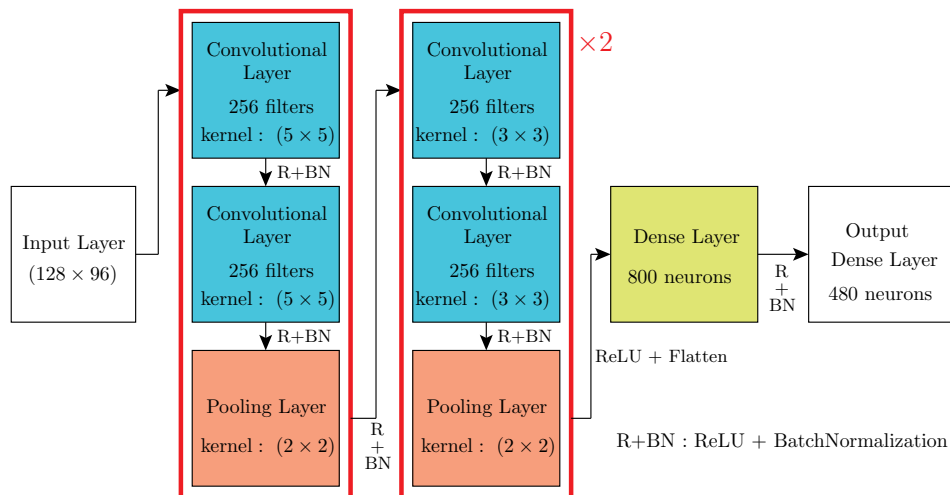 Input Layer
(128 × 96)
Convolutional
Layer
256 filters
kernel : (5 × 5)
R+BN
Convolutional
Layer
256 filters
kernel : (5 × 5)
R+BN
Pooling Layer
kernel : (2 × 2)
R
+
BN
×2
Convolutional
Layer
256 filters
kernel : (3 × 3)
R+BN
Convolutional
Layer
256 filters
kernel : (3 × 3)
R+BN
Pooling Layer
kernel : (2 × 2)
ReLU + Flatten
Dense Layer
800 neurons
R
+
BN
Output
Dense Layer
480 neurons
R+BN : ReLU + BatchNormalization